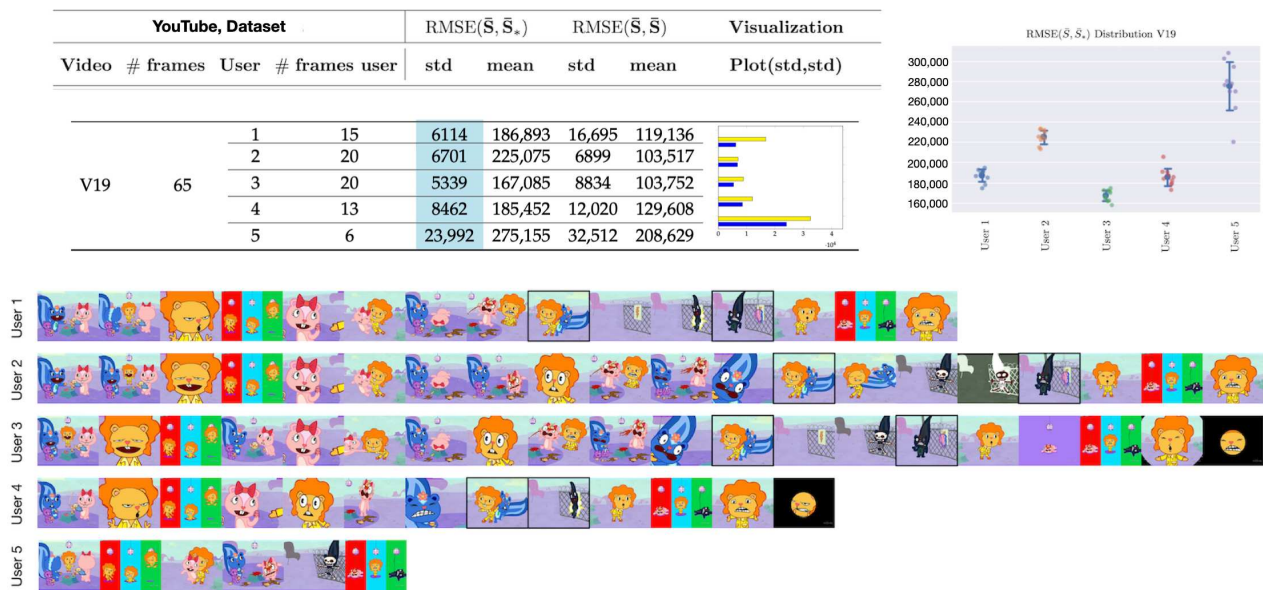 YouTube, Dataset RMSE(S̄, S̄*) RMSE(S̄, S̄) Visualization
Video # frames User # frames user std mean std mean Plot(std,std)
1 15 6114 186,893 16,695 119,136
2 20 6701 225,075 6899 103,517
V19 65 3 20 5339 167,085 8834 103,752
4 13 8462 185,452 12,020 129,608
5 6 23,992 275,155 32,512 208,629
0 1 2 3 4
·10⁴
RMSE(S̄, S̄*) Distribution V19
300,000
280,000
260,000
240,000
220,000
200,000
180,000
160,000
User 1 User 2 User 3 User 4 User 5
User 1
User 2
User 3
User 4
User 5